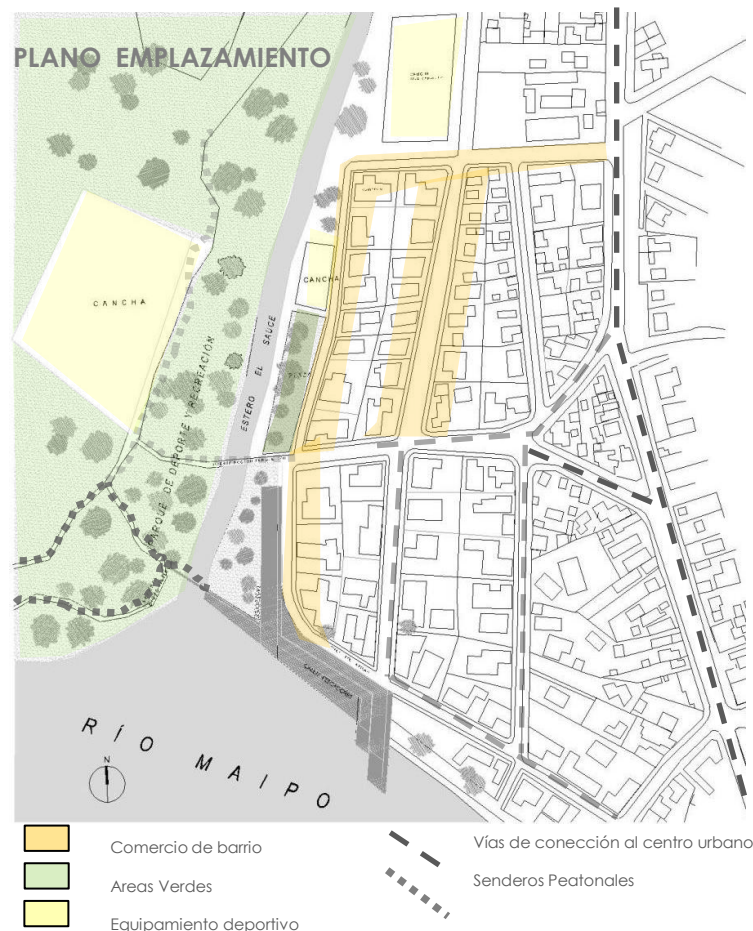 PLANO EMPLAZAMIENTO
CANCHA
CANCHA
ESTERO EL SAUCE
PARQUE DE DEPORTE Y RECREACIÓN
PLAZA
RÍO MAIPO
N
Comercio de barrio
Areas Verdes
Equipamiento deportivo
Vías de conección al centro urbano
Senderos Peatonales